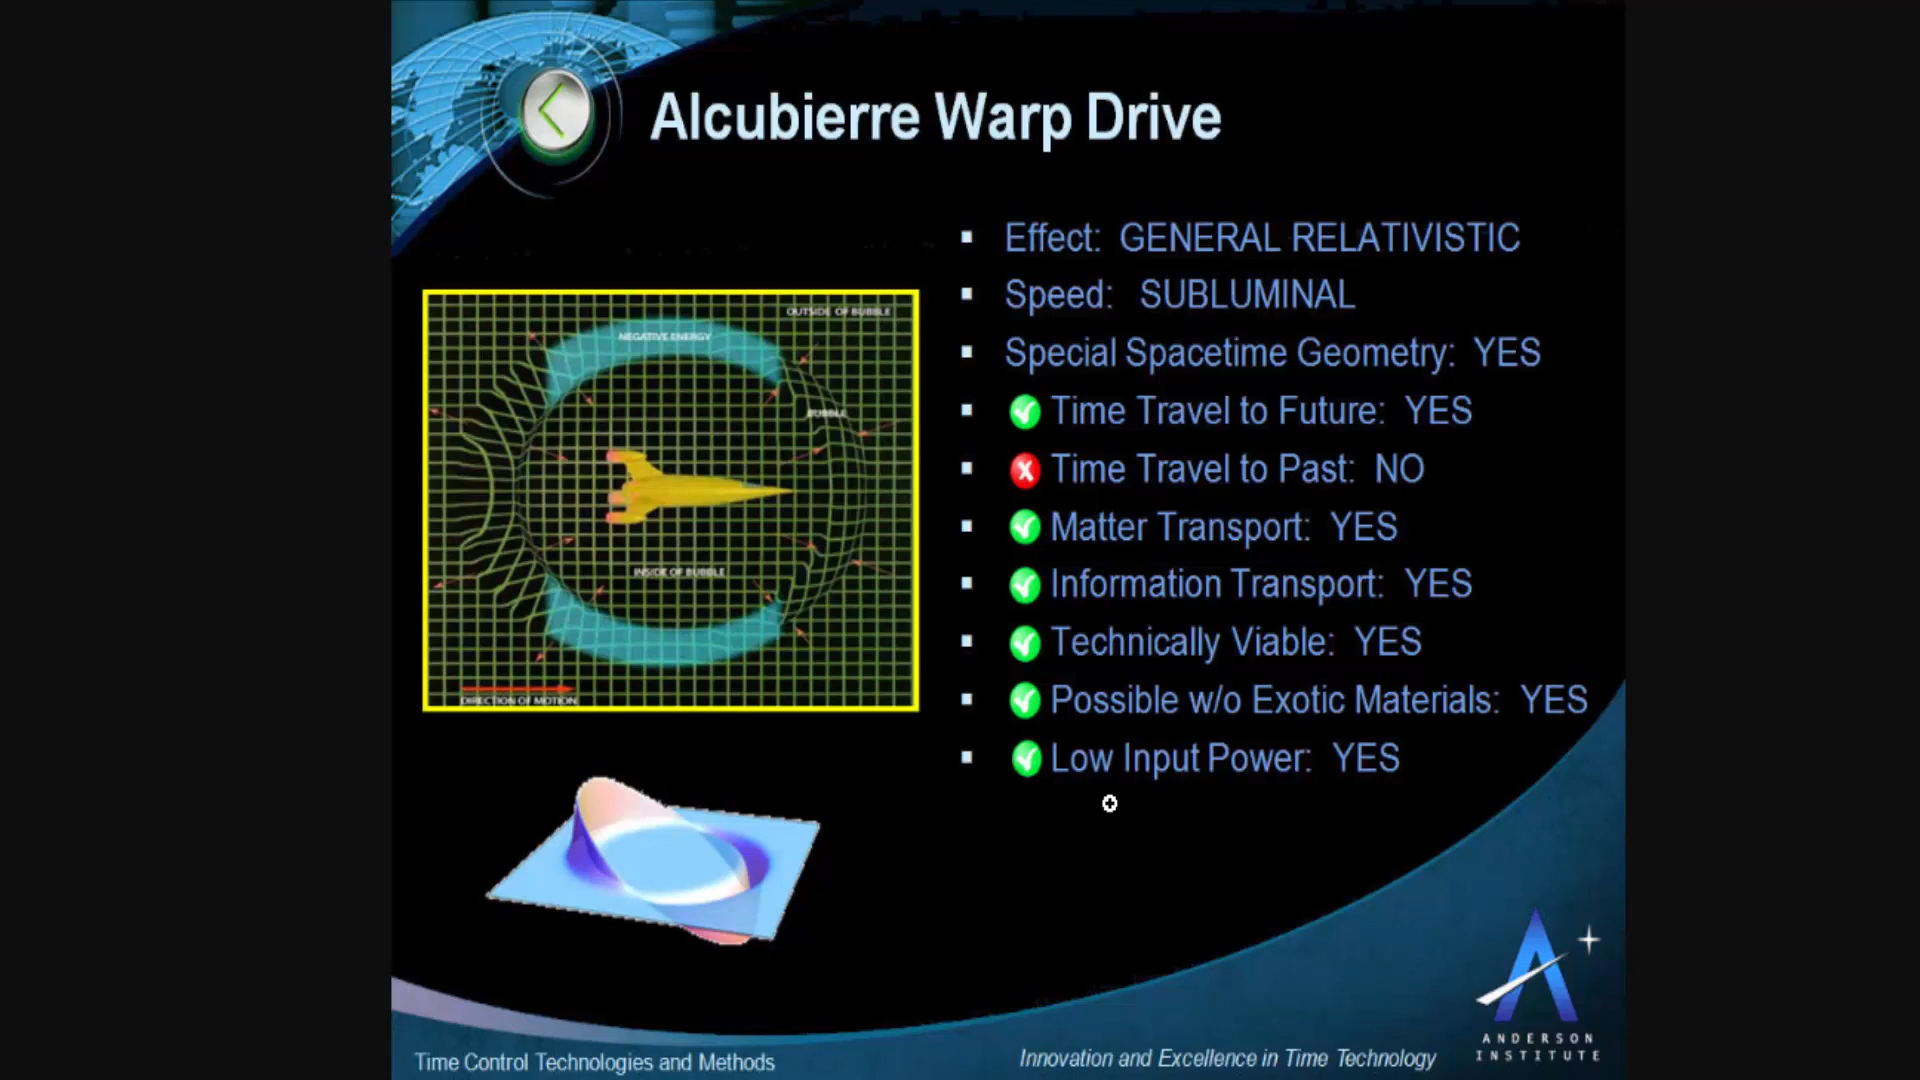 Alcubierre Warp Drive
Effect: GENERAL RELATIVISTIC
Speed: SUBLUMINAL
Special Spacetime Geometry: YES
Time Travel to Future: YES
Time Travel to Past: NO
Matter Transport: YES
Information Transport: YES
Technically Viable: YES
Possible w/o Exotic Materials: YES
Low Input Power: YES
OUTSIDE OF BUBBLE
NEGATIVE ENERGY
BUBBLE
INSIDE OF BUBBLE
DIRECTION OF MOTION
Time Control Technologies and Methods
Innovation and Excellence in Time Technology
ANDERSON
INSTITUTE